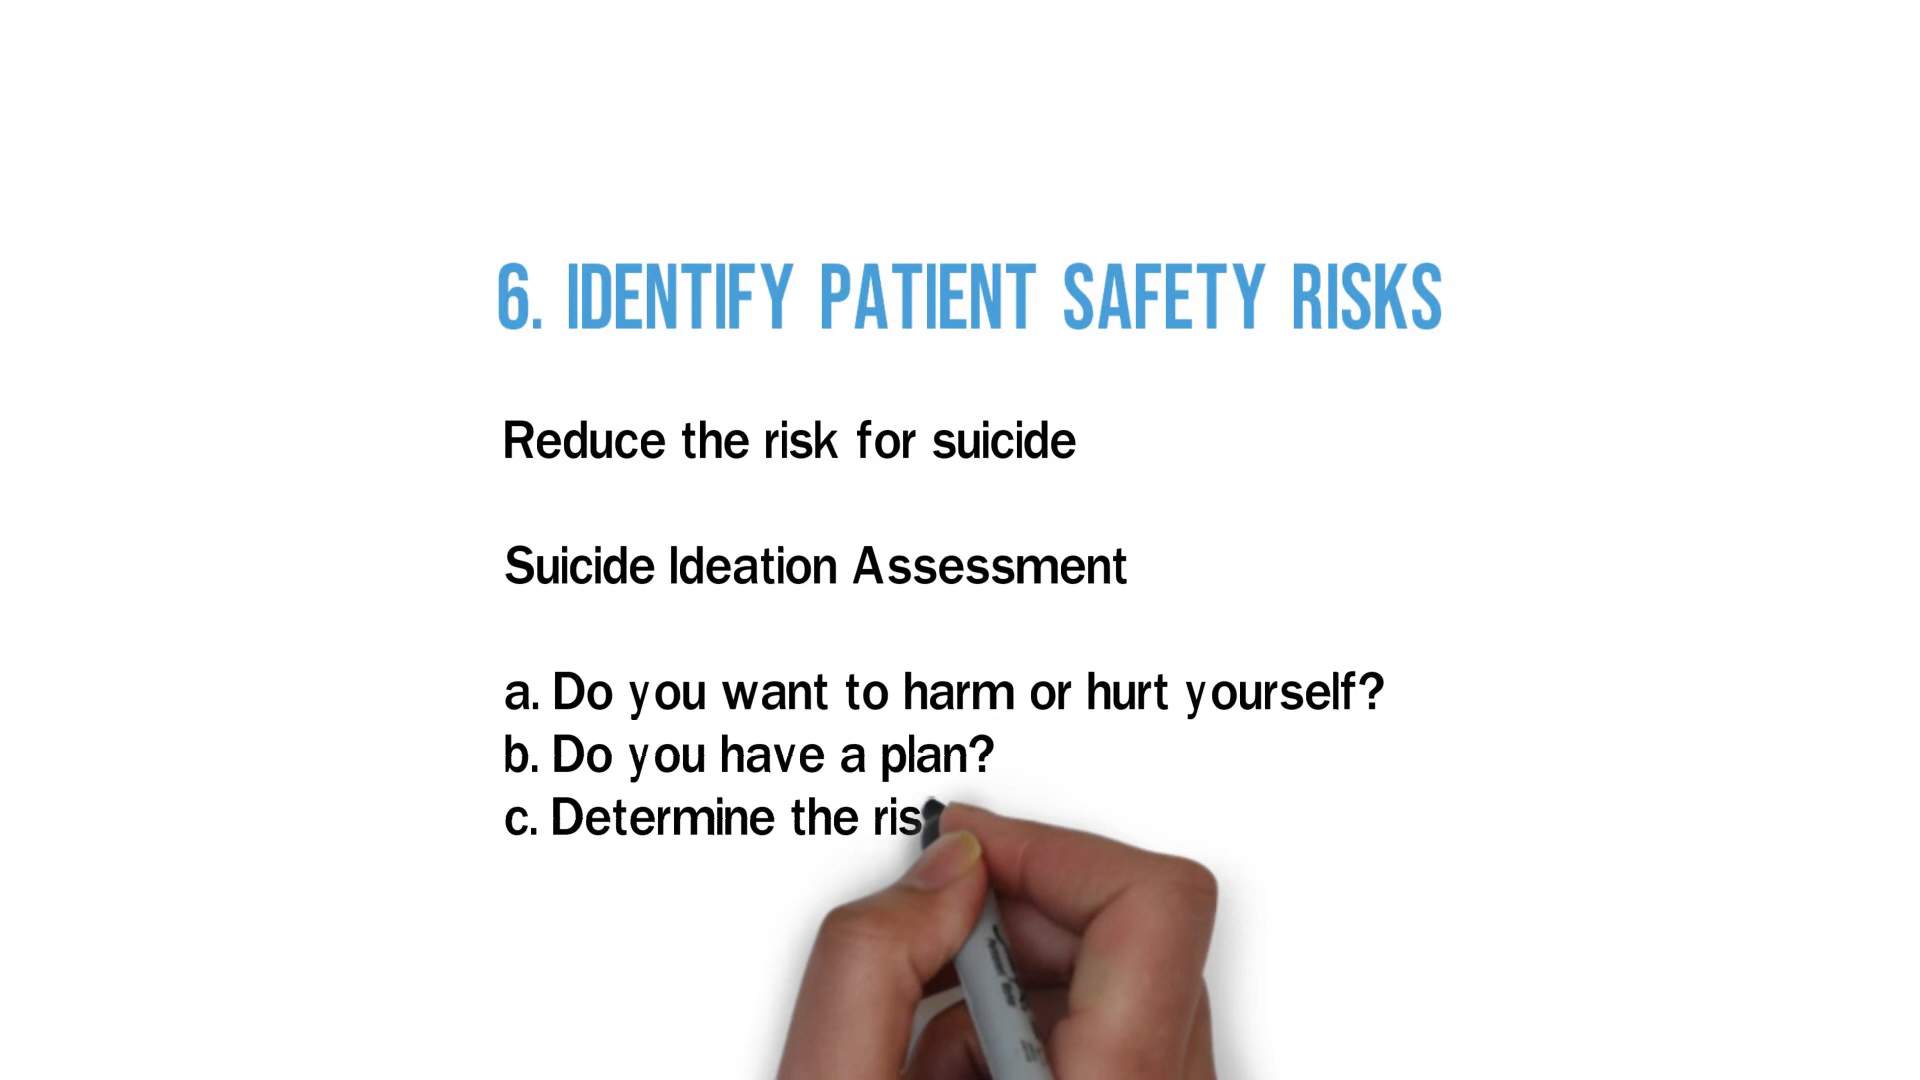 6. IDENTIFY PATIENT SAFETY RISKS
Reduce the risk for suicide
Suicide Ideation Assessment
a. Do you want to harm or hurt yourself?
b. Do you have a plan?
c. Determine the ris